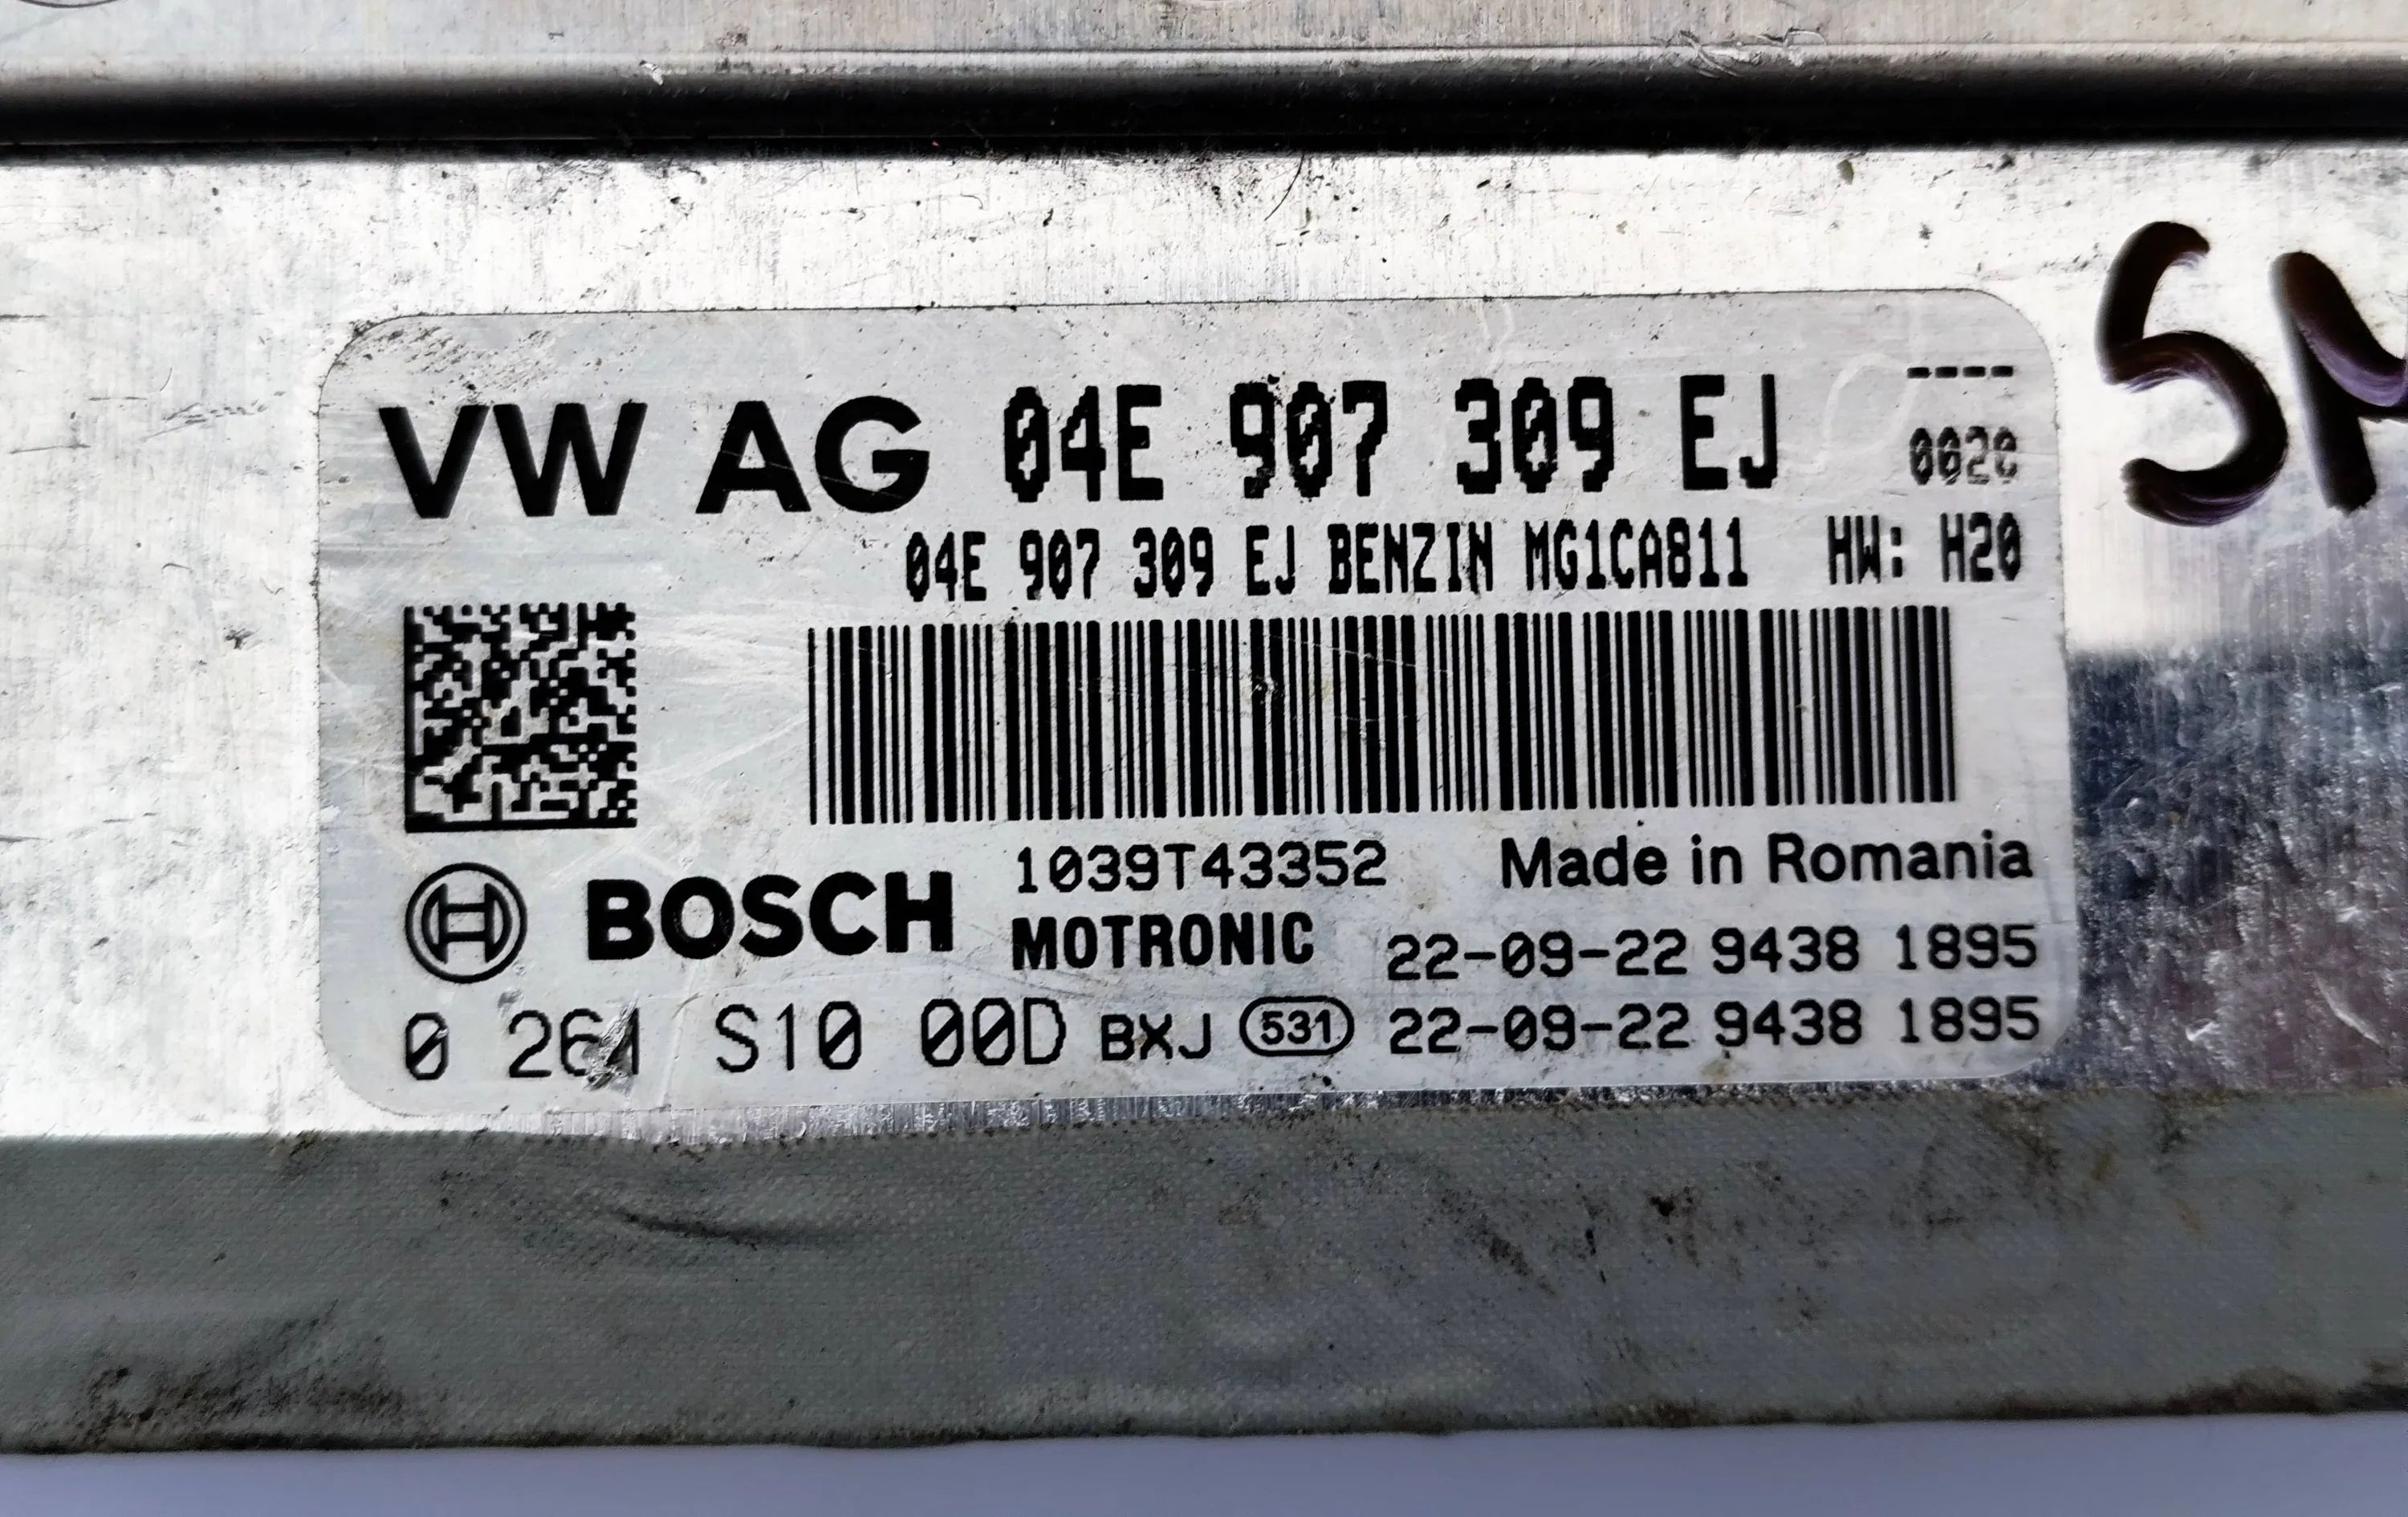 VW AG 04E 907 309 EJ ----
04E 907 309 EJ BENZIN MG1CA811 HW: H20
BOSCH 1039T43352 Made in Romania
MOTRONIC 22-09-22 9438 1895
0 261 S10 00D BXJ 531 22-09-22 9438 1895